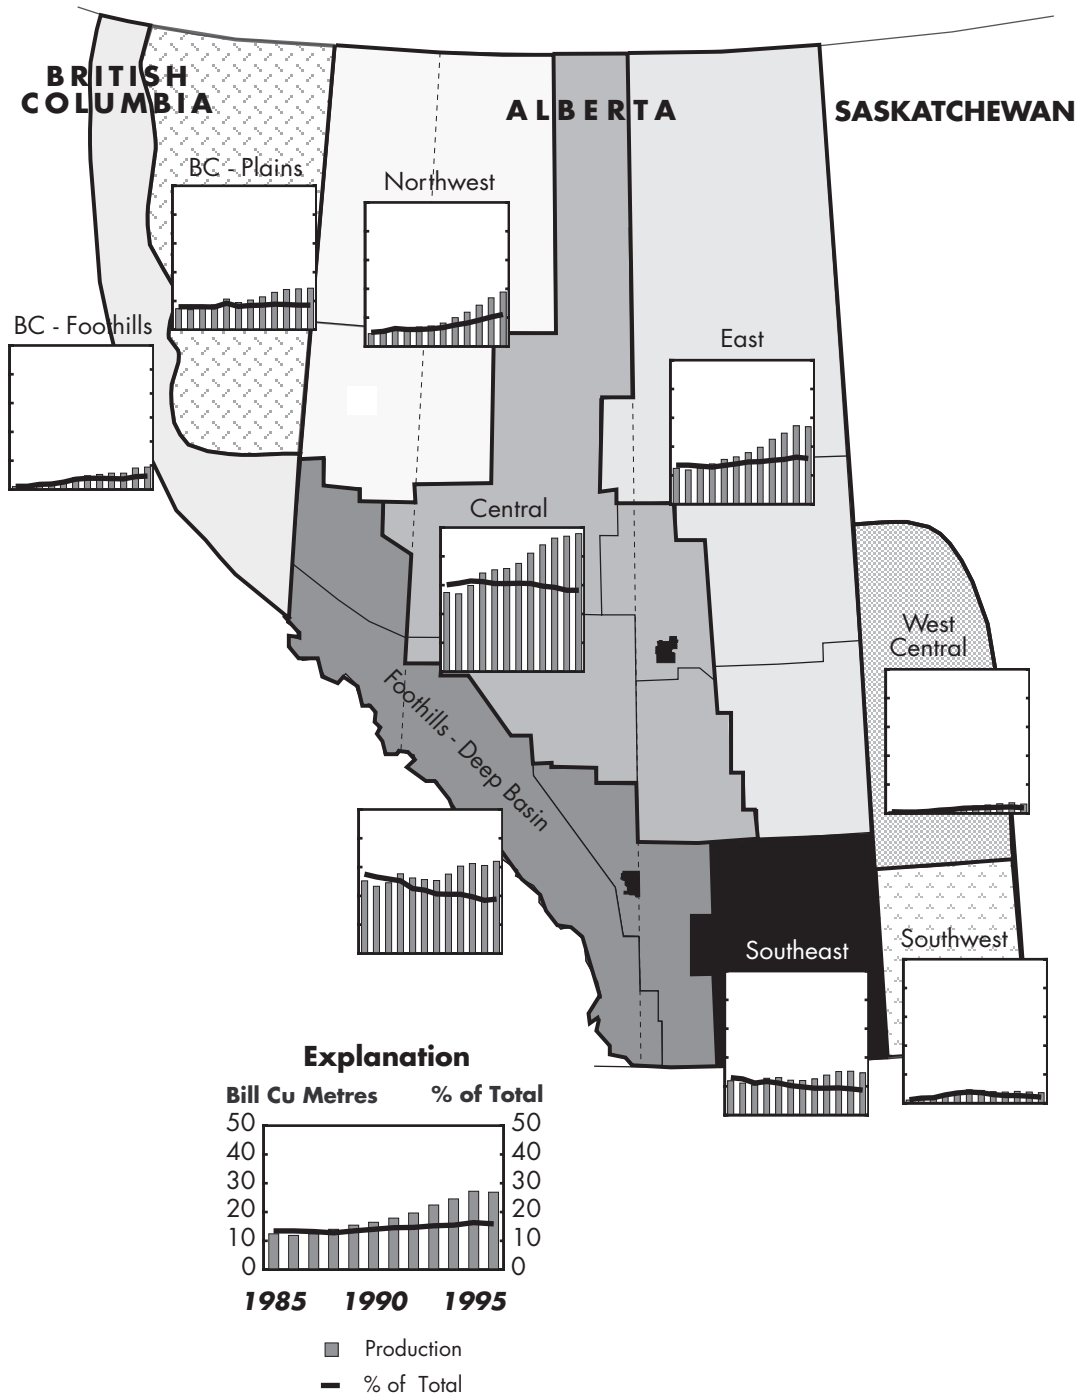 BRITISH
COLUMBIA
ALBERTA
SASKATCHEWAN
BC - Plains
Northwest
BC - Foothills
East
Central
West
Central
Foothills - Deep Basin
Southeast
Southwest
Explanation
Bill Cu Metres % of Total
50 50
40 40
30 30
20 20
10 10
0 0
1985 1990 1995
Production
% of Total